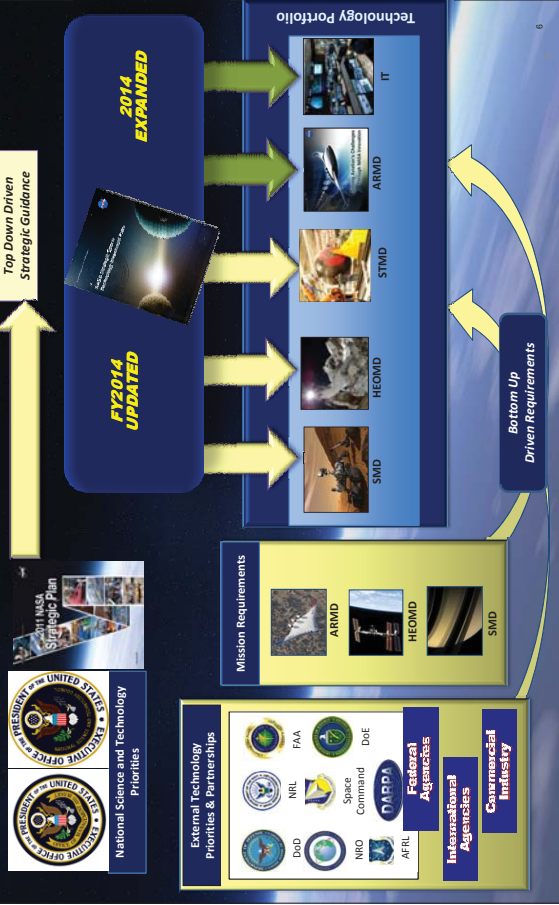 National Science and Technology
Priorities
2011 NASA
Strategic Plan
Top Down Driven
Strategic Guidance
External Technology
Priorities & Partnerships
DoD
NRL
FAA
NRO
Space
Command
DoE
AFRL
DARPA
Federal
Agencies
International
Agencies
Commercial
Industry
Mission Requirements
ARMD
HEOMD
SMD
FY2014
UPDATED
2014
EXPANDED
SMD
HEOMD
STMD
ARMD
IT
Technology Portfolio
Bottom Up
Driven Requirements
6